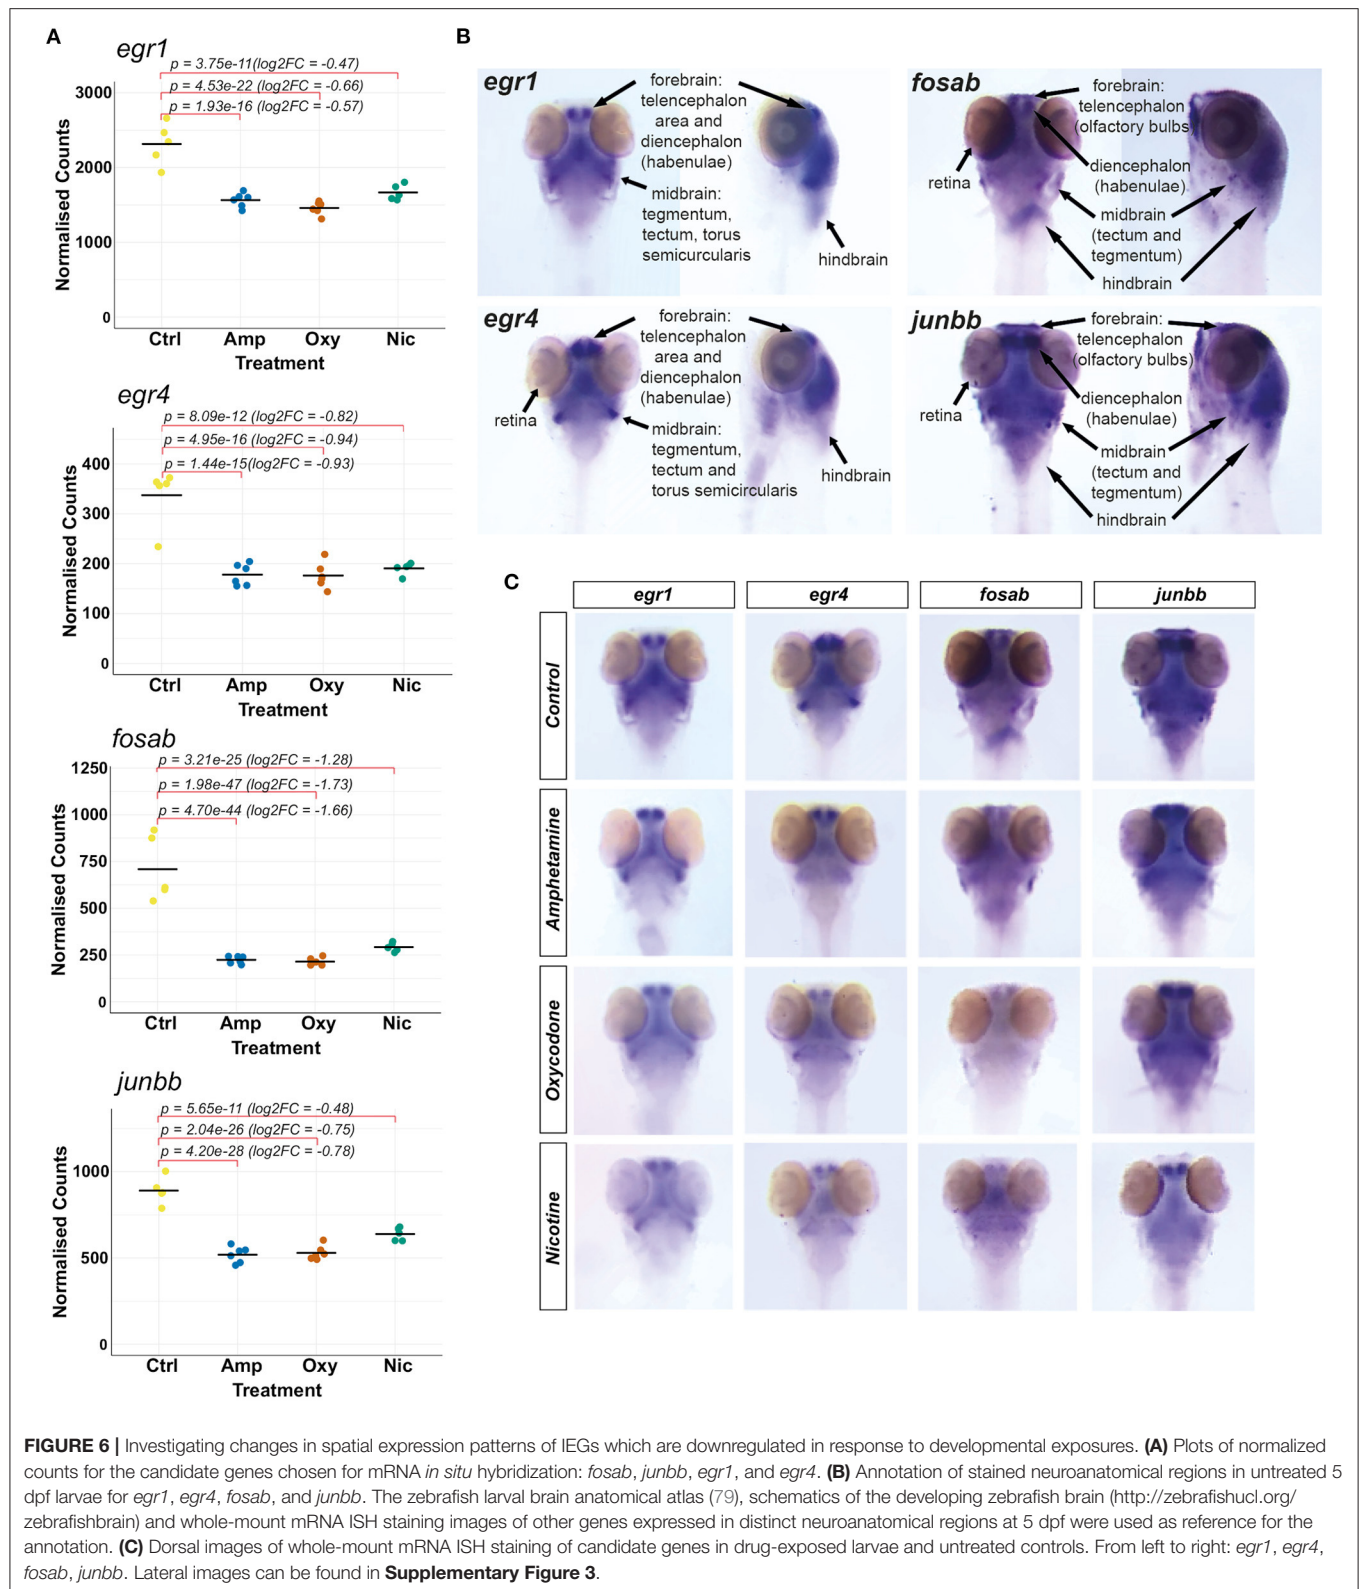 A
egr1
p = 3.75e-11(log2FC = -0.47)
p = 4.53e-22 (log2FC = -0.66)
p = 1.93e-16 (log2FC = -0.57)
Normalised Counts
3000
2000
1000
0
Ctrl Amp Oxy Nic
Treatment
egr4
p = 8.09e-12 (log2FC = -0.82)
p = 4.95e-16 (log2FC = -0.94)
p = 1.44e-15(log2FC = -0.93)
Normalised Counts
400
300
200
100
0
Ctrl Amp Oxy Nic
Treatment
fosab
p = 3.21e-25 (log2FC = -1.28)
p = 1.98e-47 (log2FC = -1.73)
p = 4.70e-44 (log2FC = -1.66)
Normalised Counts
1250
1000
750
500
250
0
Ctrl Amp Oxy Nic
Treatment
junbb
p = 5.65e-11 (log2FC = -0.48)
p = 2.04e-26 (log2FC = -0.75)
p = 4.20e-28 (log2FC = -0.78)
Normalised Counts
1000
500
0
Ctrl Amp Oxy Nic
Treatment
B
egr1
forebrain:
telencephalon
area and
diencephalon
(habenulae)
midbrain:
tegmentum,
tectum, torus
semicurcularis
hindbrain
fosab
forebrain:
telencephalon
(olfactory bulbs)
retina
diencephalon
(habenulae)
midbrain
(tectum and
tegmentum)
hindbrain
egr4
forebrain:
telencephalon
area and
diencephalon
(habenulae)
retina
midbrain:
tegmentum,
tectum and
torus semicircularis
hindbrain
junbb
forebrain:
telencephalon
(olfactory bulbs)
retina
diencephalon
(habenulae)
midbrain
(tectum and
tegmentum)
hindbrain
C
egr1 egr4 fosab junbb
Control
Amphetamine
Oxycodone
Nicotine
FIGURE 6 | Investigating changes in spatial expression patterns of IEGs which are downregulated in response to developmental exposures. (A) Plots of normalized
counts for the candidate genes chosen for mRNA in situ hybridization: fosab, junbb, egr1, and egr4. (B) Annotation of stained neuroanatomical regions in untreated 5
dpf larvae for egr1, egr4, fosab, and junbb. The zebrafish larval brain anatomical atlas (79), schematics of the developing zebrafish brain (http://zebrafishucl.org/
zebrafishbrain) and whole-mount mRNA ISH staining images of other genes expressed in distinct neuroanatomical regions at 5 dpf were used as reference for the
annotation. (C) Dorsal images of whole-mount mRNA ISH staining of candidate genes in drug-exposed larvae and untreated controls. From left to right: egr1, egr4,
fosab, junbb. Lateral images can be found in Supplementary Figure 3.